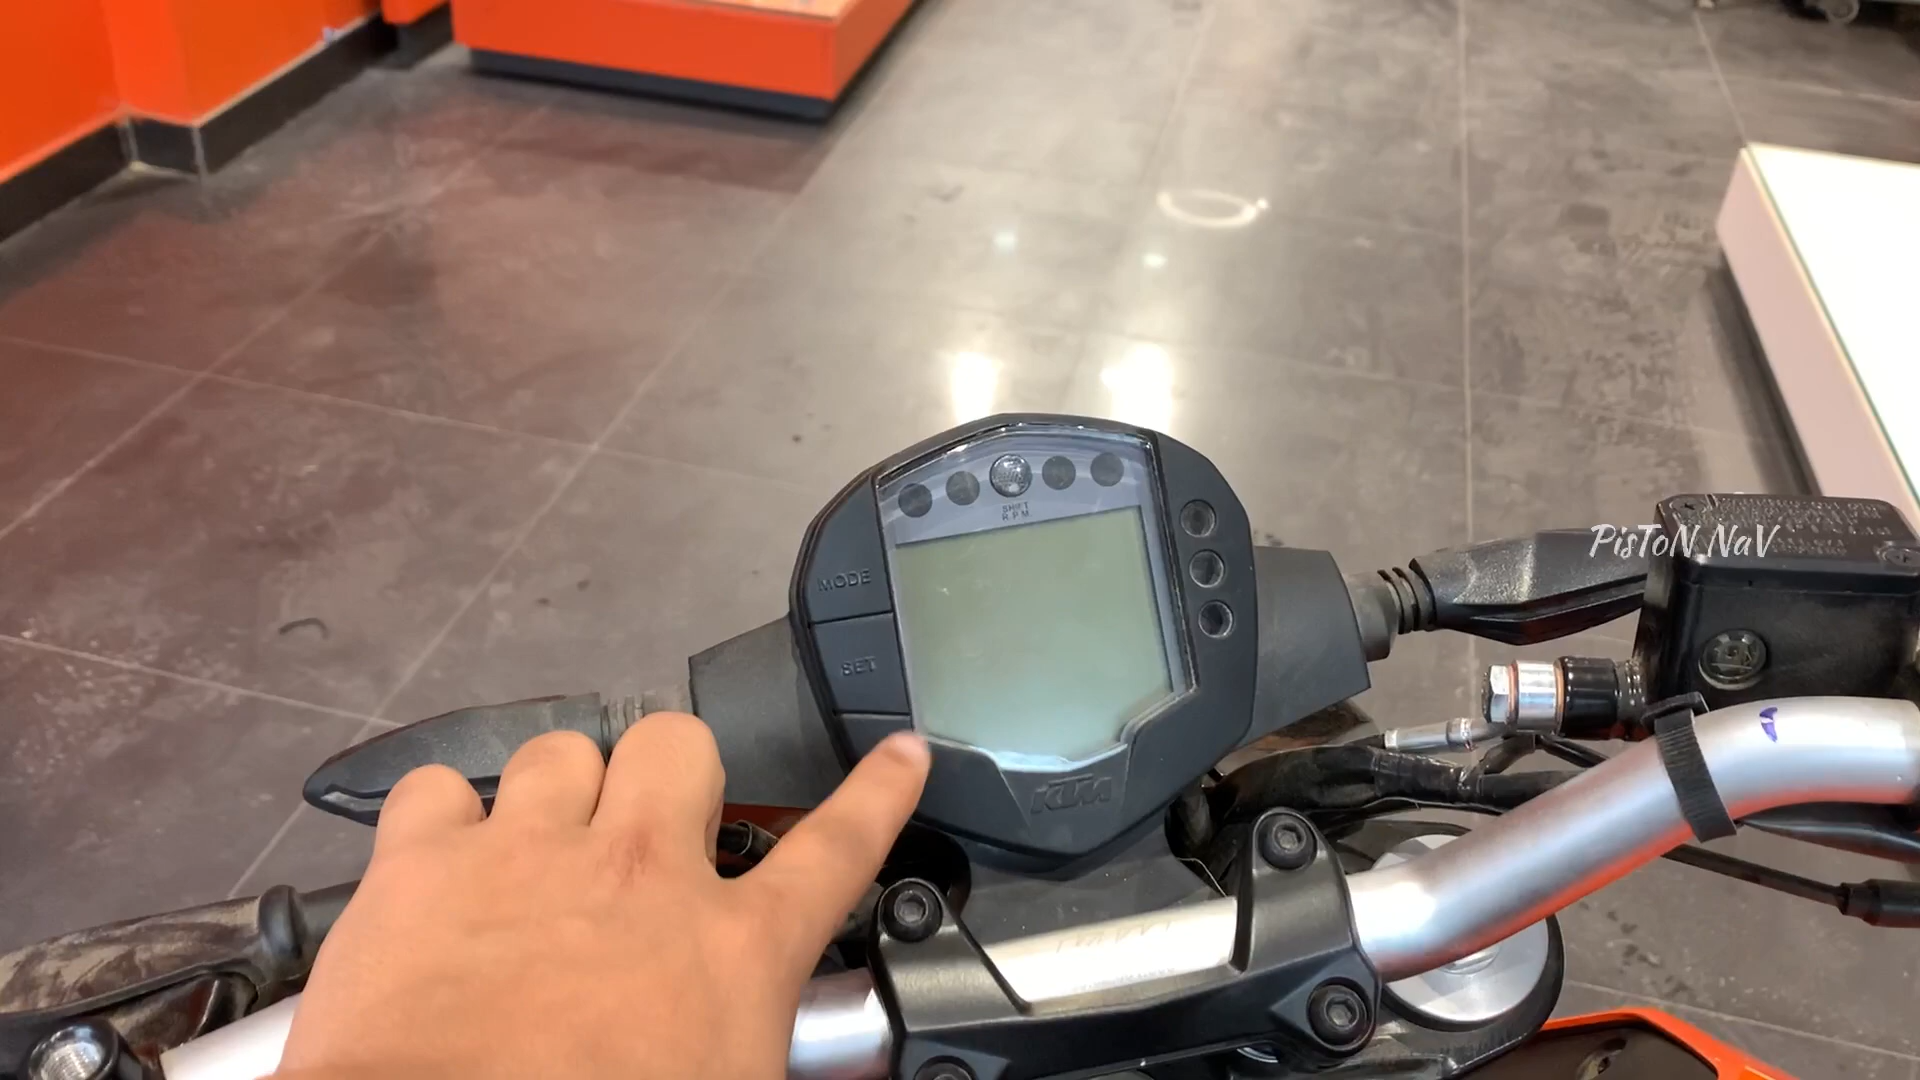 SHIFT
R.P.M.
MODE
SET
KTM
PisToN NaV